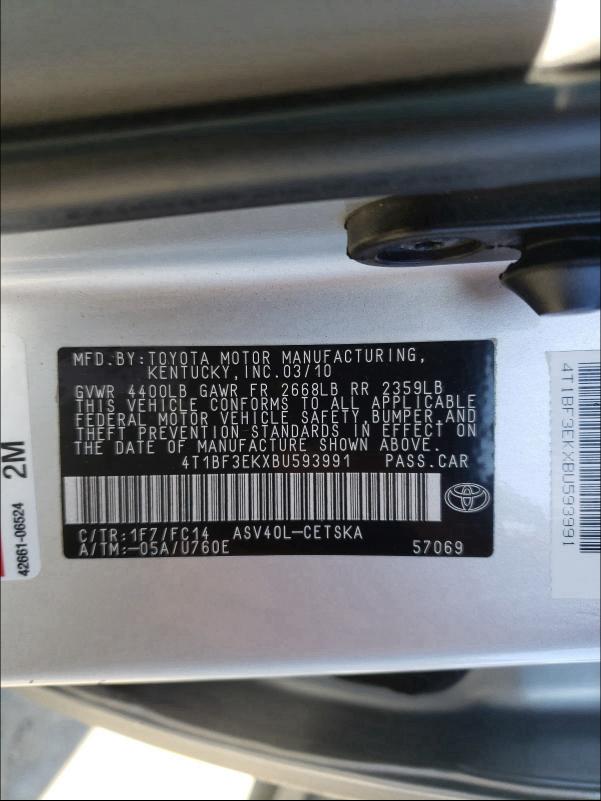 MFD.BY:TOYOTA MOTOR MANUFACTURING,
KENTUCKY,INC.03/10
GVWR 4400LB GAWR FR 2668LB RR 2359LB
THIS VEHICLE CONFORMS TO ALL APPLICABLE
FEDERAL MOTOR VEHICLE SAFETY, BUMPER,AND
THEFT PREVENTION STANDARDS IN EFFECT ON
THE DATE OF MANUFACTURE SHOWN ABOVE.
4T1BF3EKXBU593991 PASS.CAR
C/TR:1F7/FC14 ASV40L-CETSKA
A/TM:-05A/U760E 57069
42661-06524
2M
4T1BF3EKXBU593991